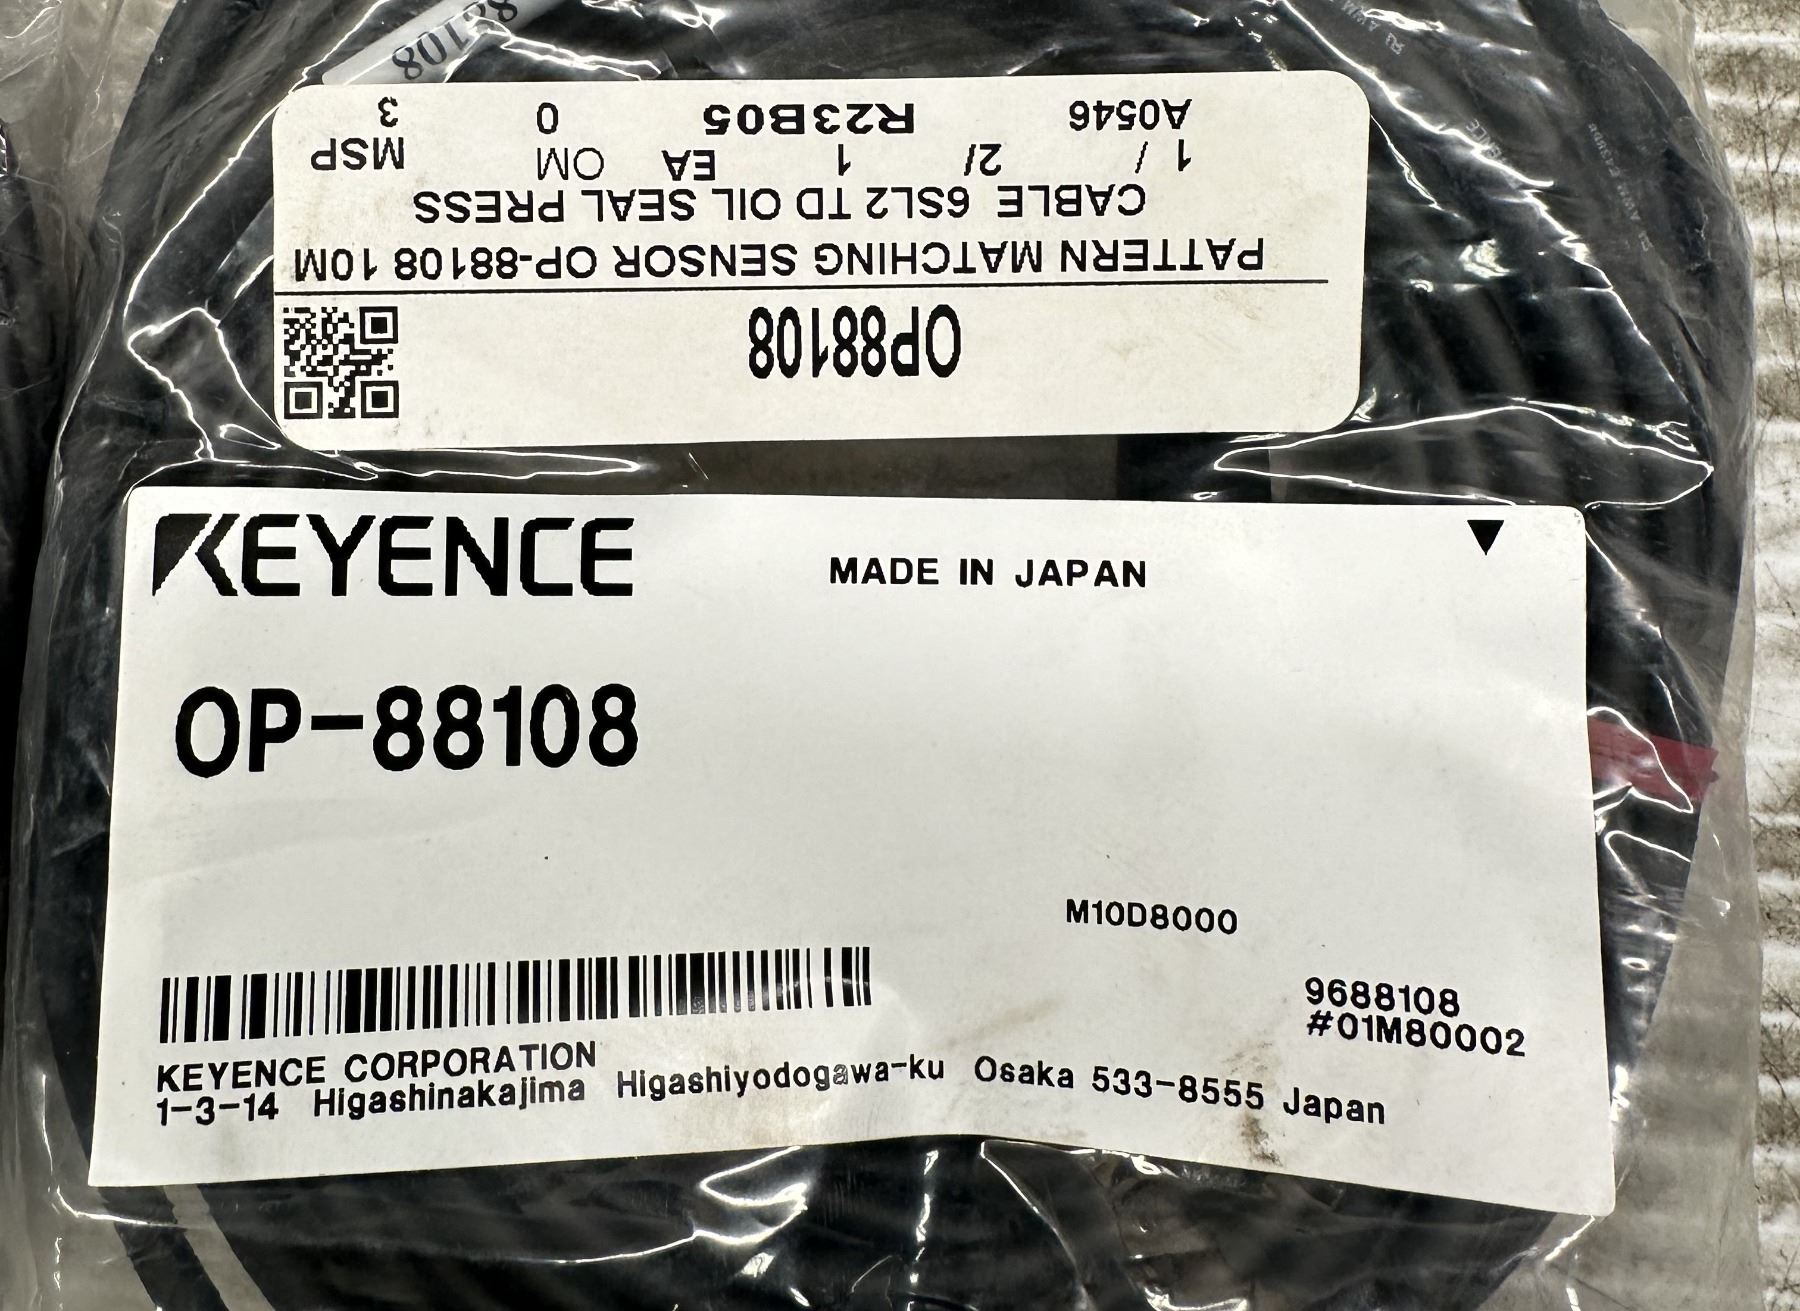 88108
OP88108
PATTERN MATCHING SENSOR OP-88108 10M
CABLE 6SL2 TD OIL SEAL PRESS
1 / 2/ 1 EA OM MSP
A0546 R23B05 0 3
KEYENCE
MADE IN JAPAN
OP-88108
M10D8000
9688108
#01M80002
KEYENCE CORPORATION
1-3-14 Higashinakajima Higashiyodogawa-ku Osaka 533-8555 Japan